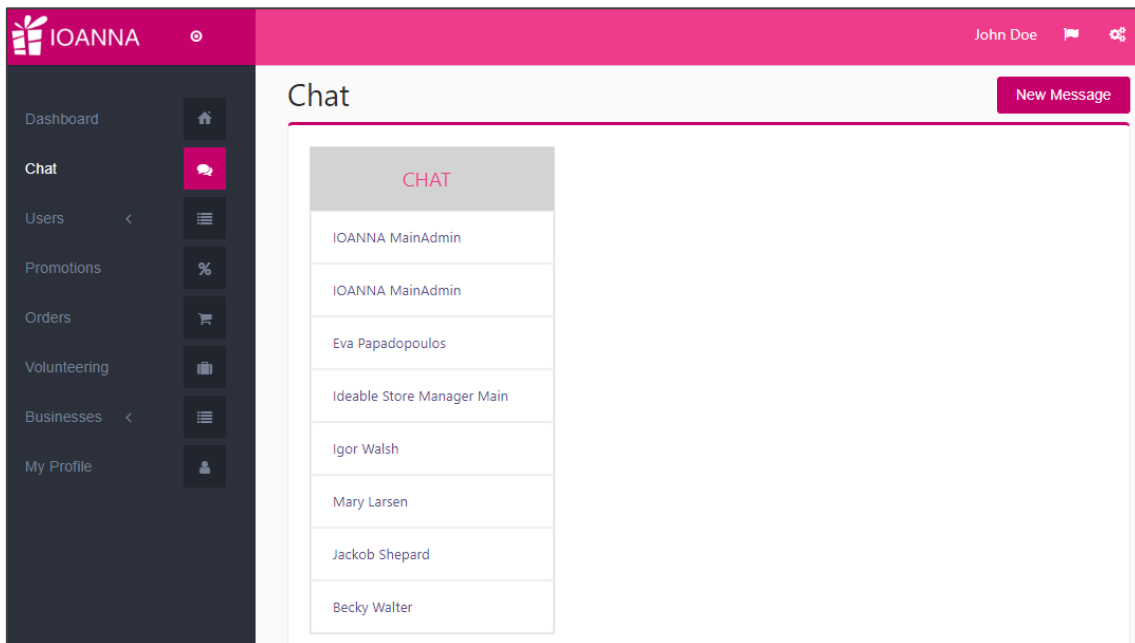 IOANNA
John Doe
Chat
New Message
Dashboard
Chat
Users
Promotions
Orders
Volunteering
Businesses
My Profile
CHAT
IOANNA MainAdmin
IOANNA MainAdmin
Eva Papadopoulos
Ideable Store Manager Main
Igor Walsh
Mary Larsen
Jackob Shepard
Becky Walter